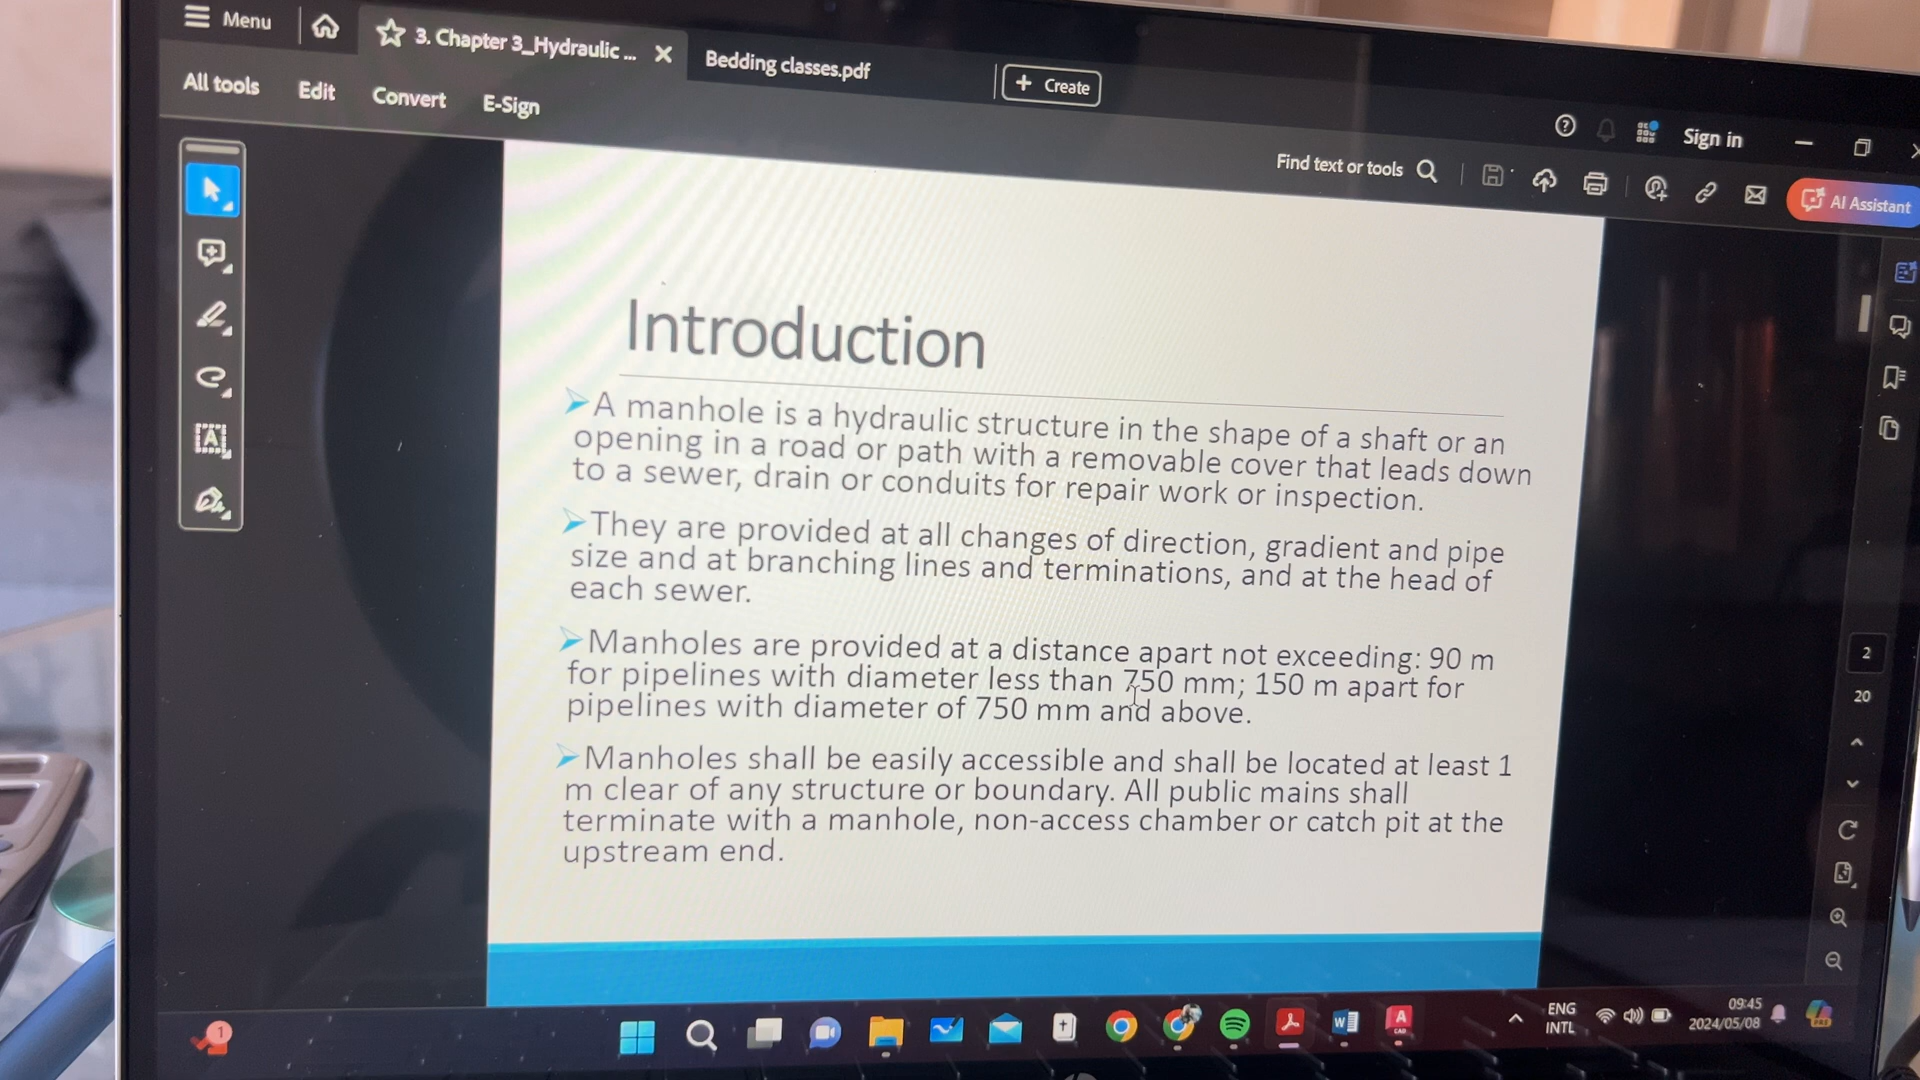 Menu
3. Chapter 3_Hydraulic ...
Bedding classes.pdf
+ Create
All tools
Edit
Convert
E-Sign
Sign in
Find text or tools
AI Assistant
Introduction
➤A manhole is a hydraulic structure in the shape of a shaft or an
opening in a road or path with a removable cover that leads down
to a sewer, drain or conduits for repair work or inspection.
➤They are provided at all changes of direction, gradient and pipe
size and at branching lines and terminations, and at the head of
each sewer.
➤Manholes are provided at a distance apart not exceeding: 90 m
for pipelines with diameter less than 750 mm; 150 m apart for
pipelines with diameter of 750 mm and above.
➤Manholes shall be easily accessible and shall be located at least 1
m clear of any structure or boundary. All public mains shall
terminate with a manhole, non-access chamber or catch pit at the
upstream end.
2
20
1
ENG
INTL
09:45
2024/05/08